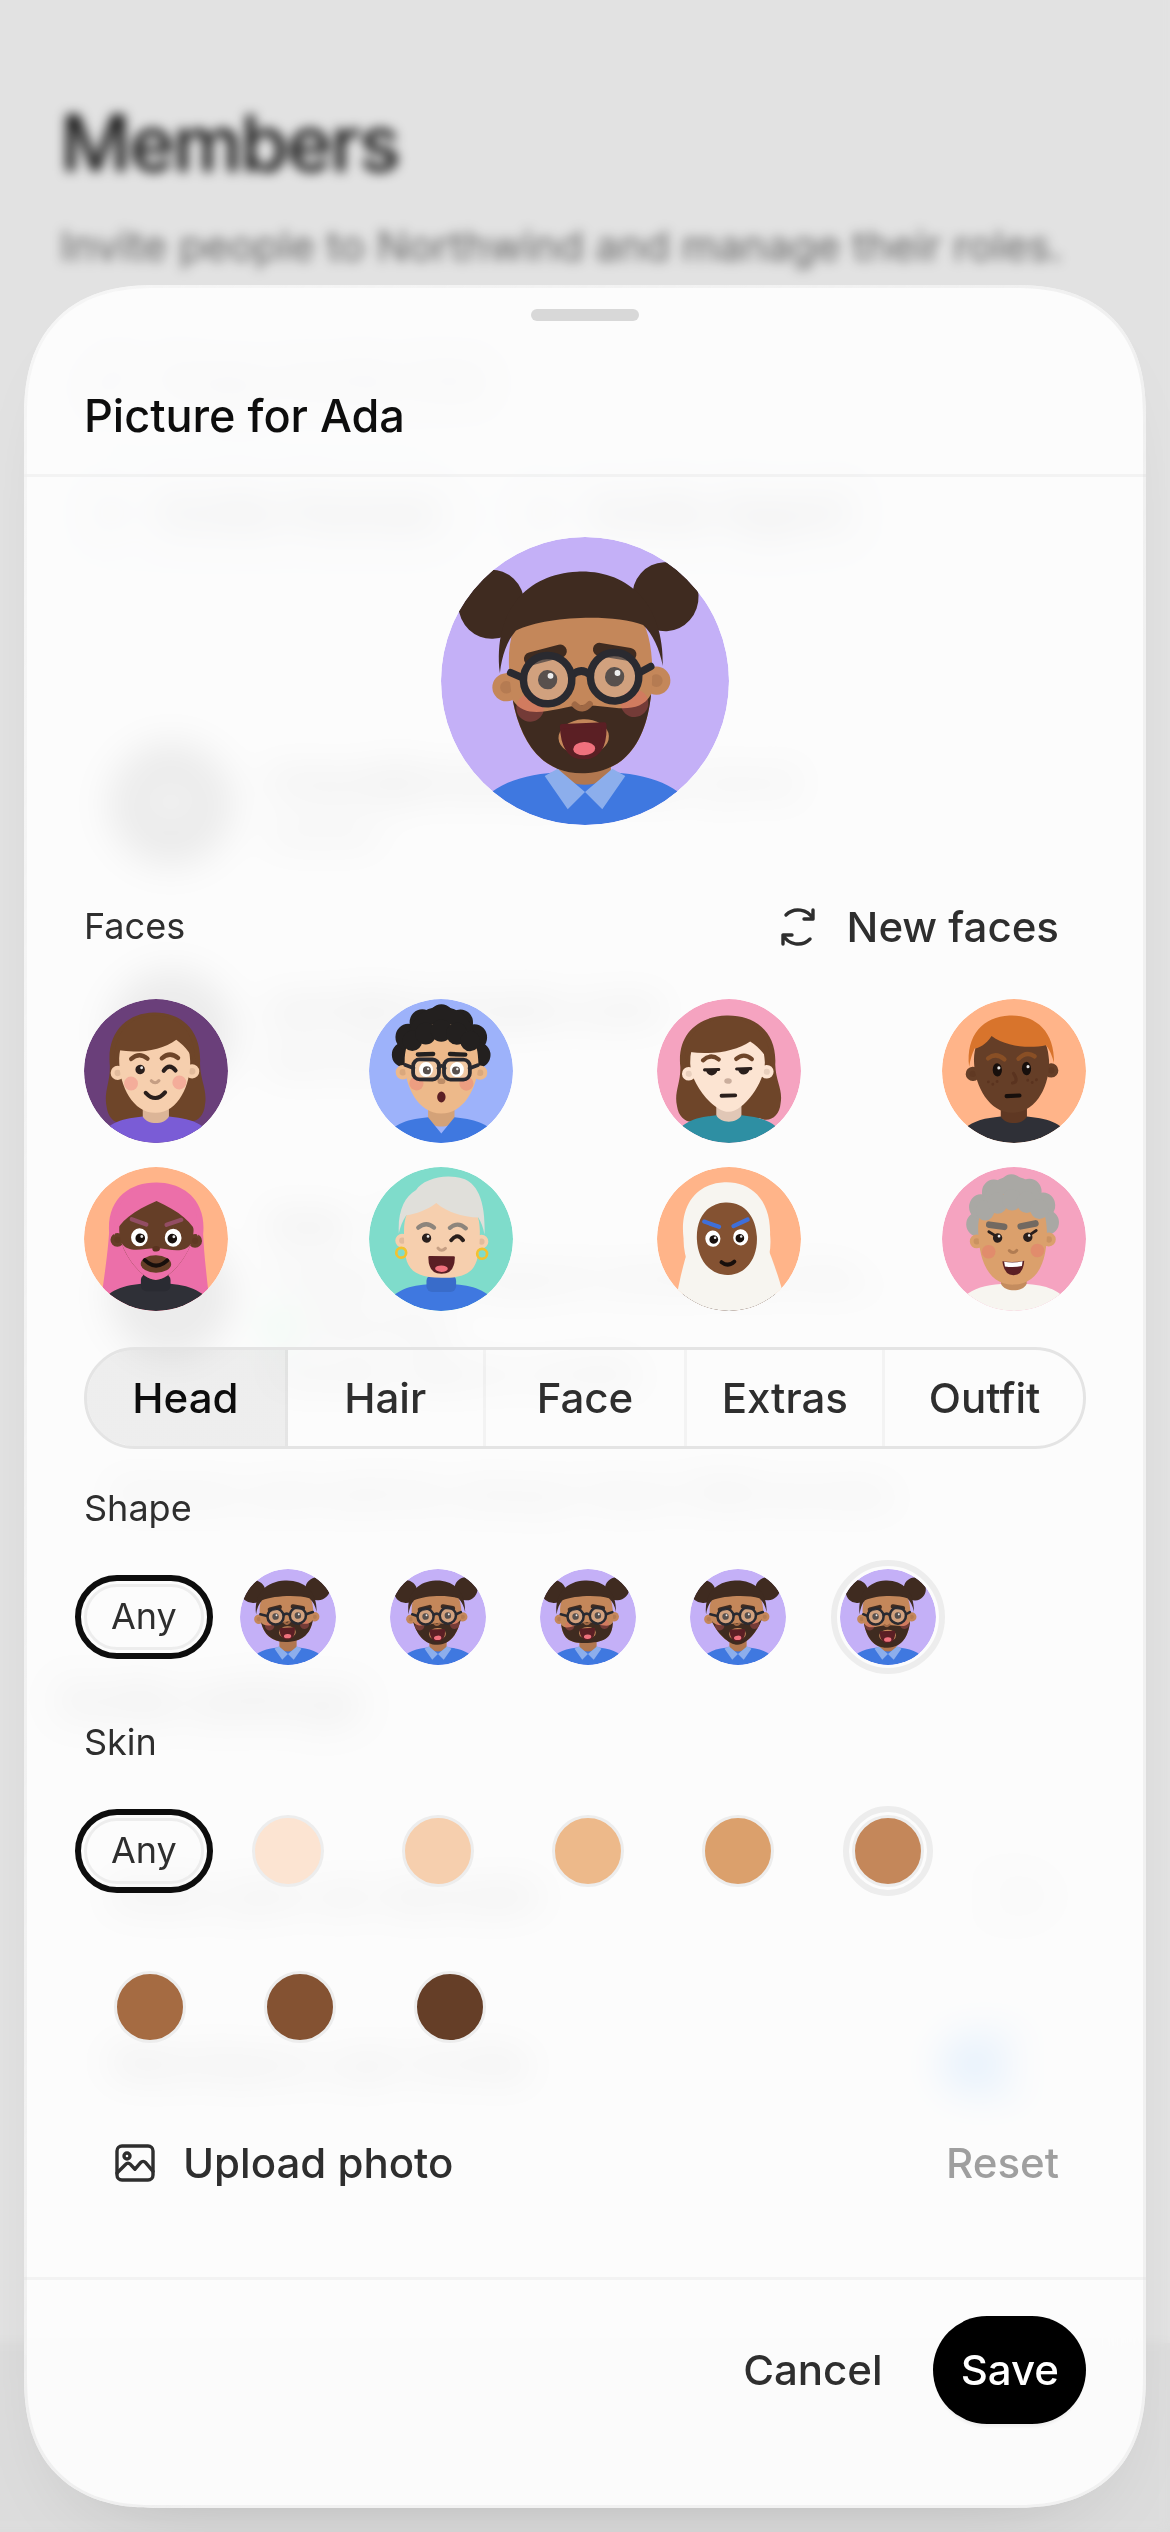 Members
Invite people to Northwind and manage their roles.
Picture for Ada
Faces
New faces
Head Hair Face Extras Outfit
Shape
Any
Skin
Any
Upload photo
Reset
Cancel Save